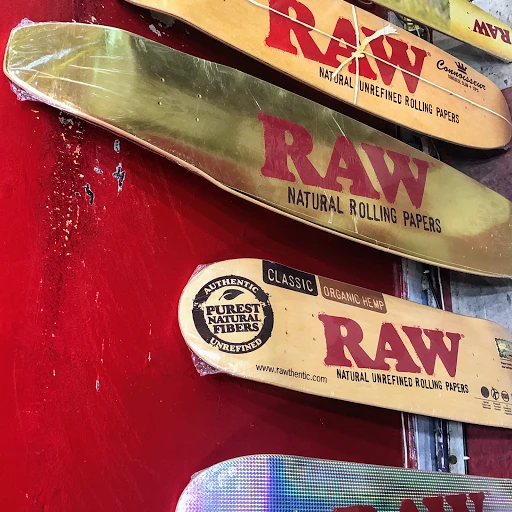 RAW
RAW
Connoisseur
NATURAL UNREFINED ROLLING PAPERS
RAW
NATURAL ROLLING PAPERS
CLASSIC
ORGANIC HEMP
AUTHENTIC
PUREST
NATURAL
FIBERS
UNREFINED
RAW
www.rawthentic.com
NATURAL UNREFINED ROLLING PAPERS
RAW